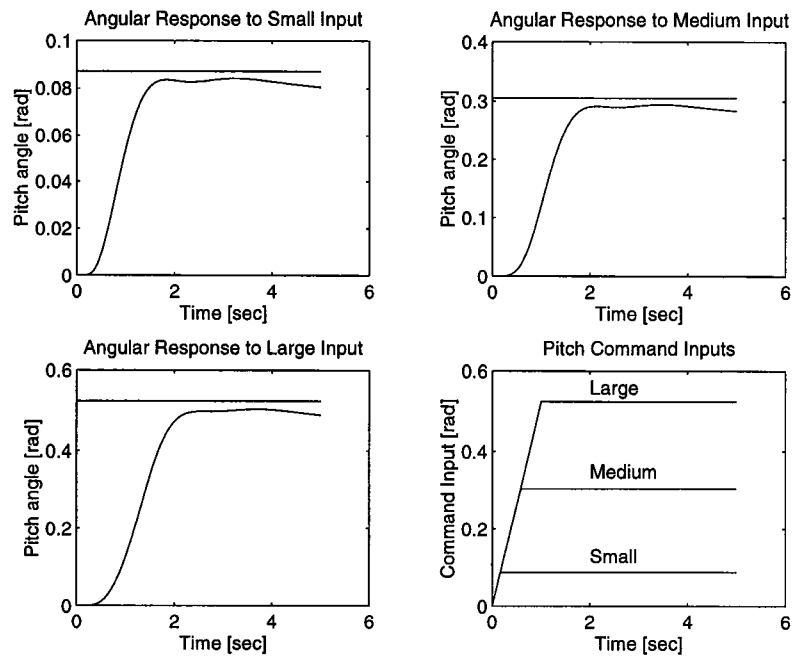 Angular Response to Small Input
0.1
0.08
0.06
0.04
0.02
0
Pitch angle [rad]
0 2 4 6
Time [sec]
Angular Response to Medium Input
0.4
0.3
0.2
0.1
0
Pitch angle [rad]
0 2 4 6
Time [sec]
Angular Response to Large Input
0.6
0.4
0.2
0
Pitch angle [rad]
0 2 4 6
Time [sec]
Pitch Command Inputs
0.6
0.4
0.2
0
Command Input [rad]
Large
Medium
Small
0 2 4 6
Time [sec]